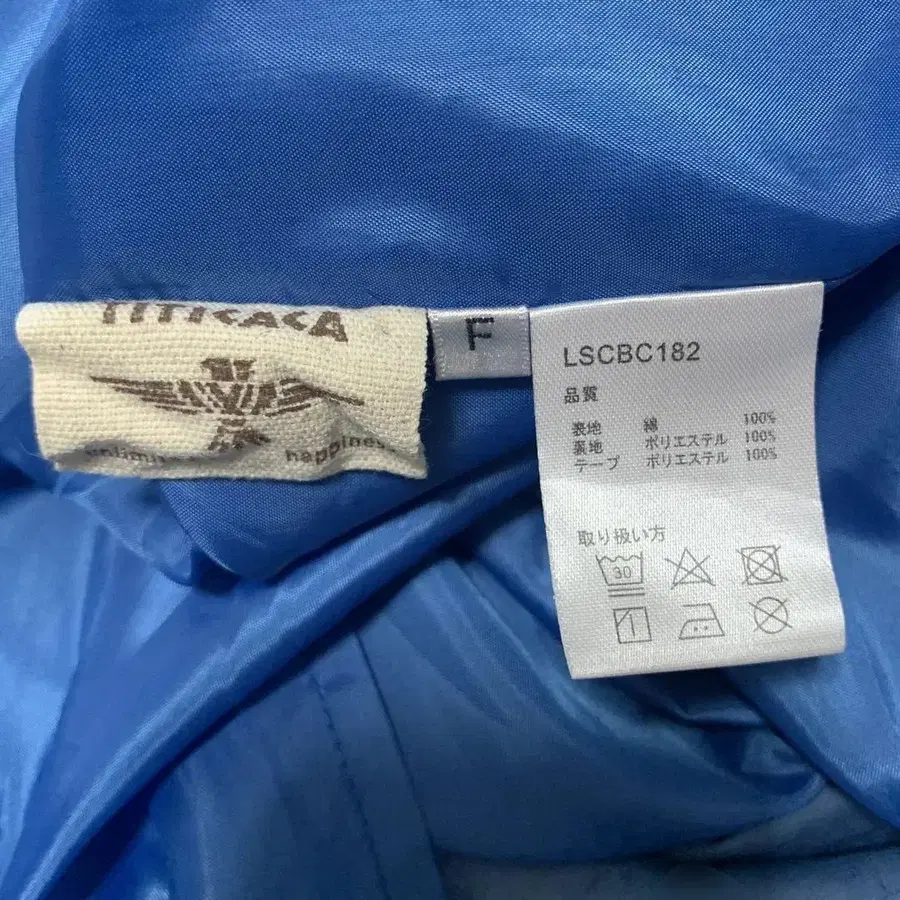 TITICACA
happiness
F
LSCBC182
品質
表地 綿 100%
裏地 ポリエステル 100%
テープ ポリエステル 100%
取り扱い方
30